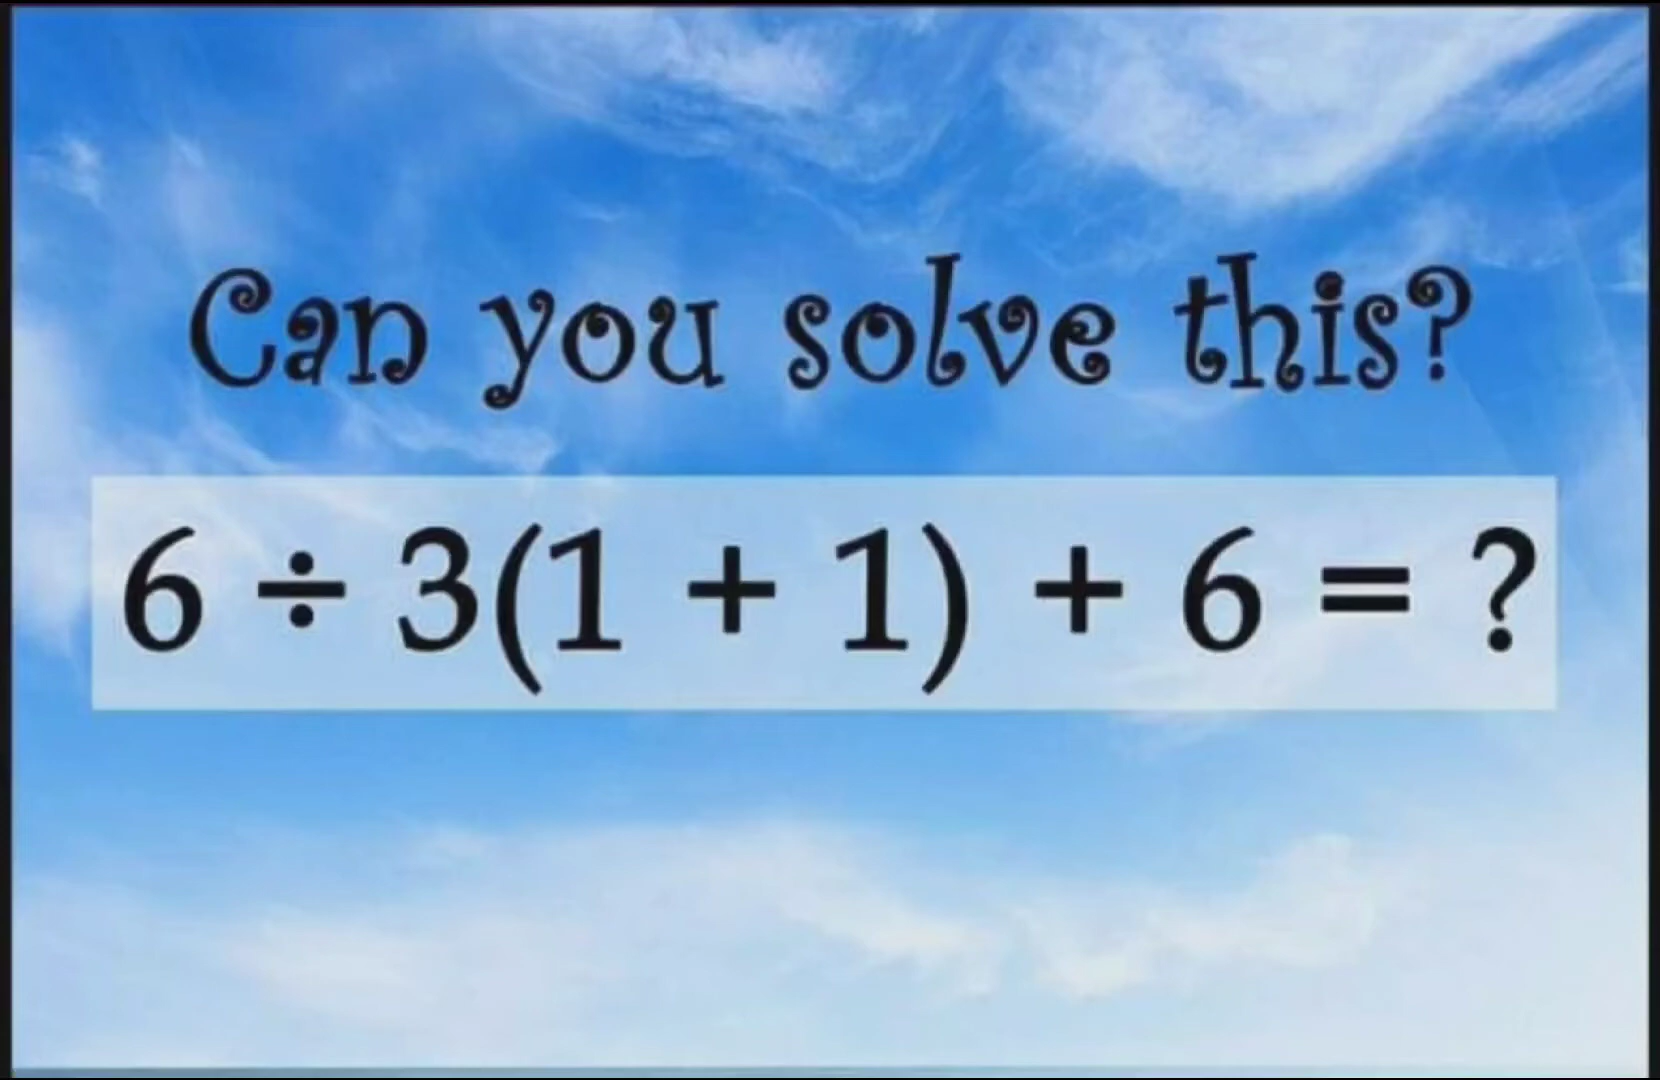 Can you solve this?
6 ÷ 3(1 + 1) + 6 = ?